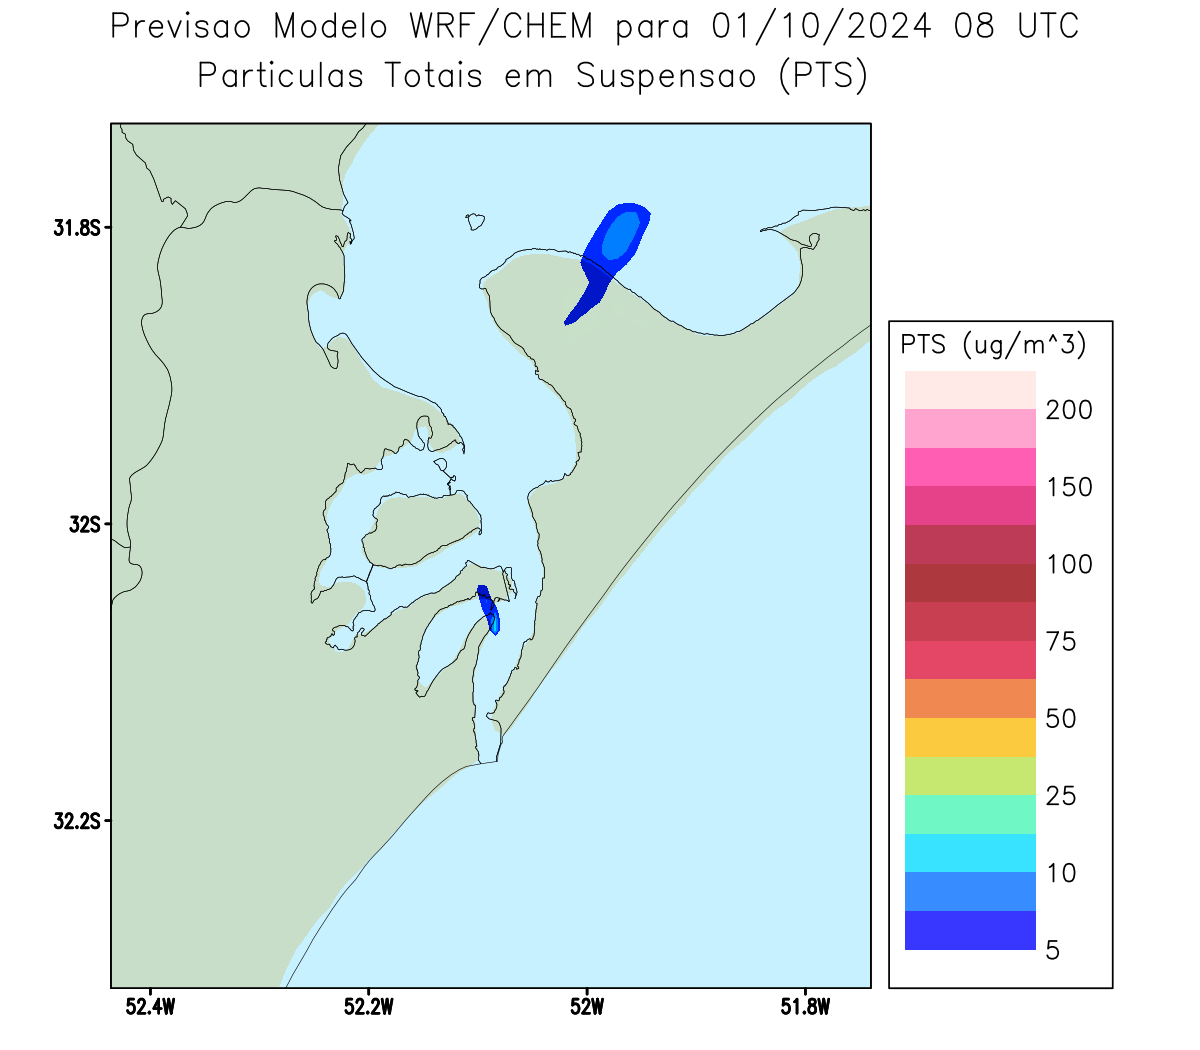 Previsao Modelo WRF/CHEM para 01/10/2024 08 UTC
Particulas Totais em Suspensao (PTS)
31.8S
32S
32.2S
52.4W
52.2W
52W
51.8W
PTS (ug/m^3)
200
150
100
75
50
25
10
5